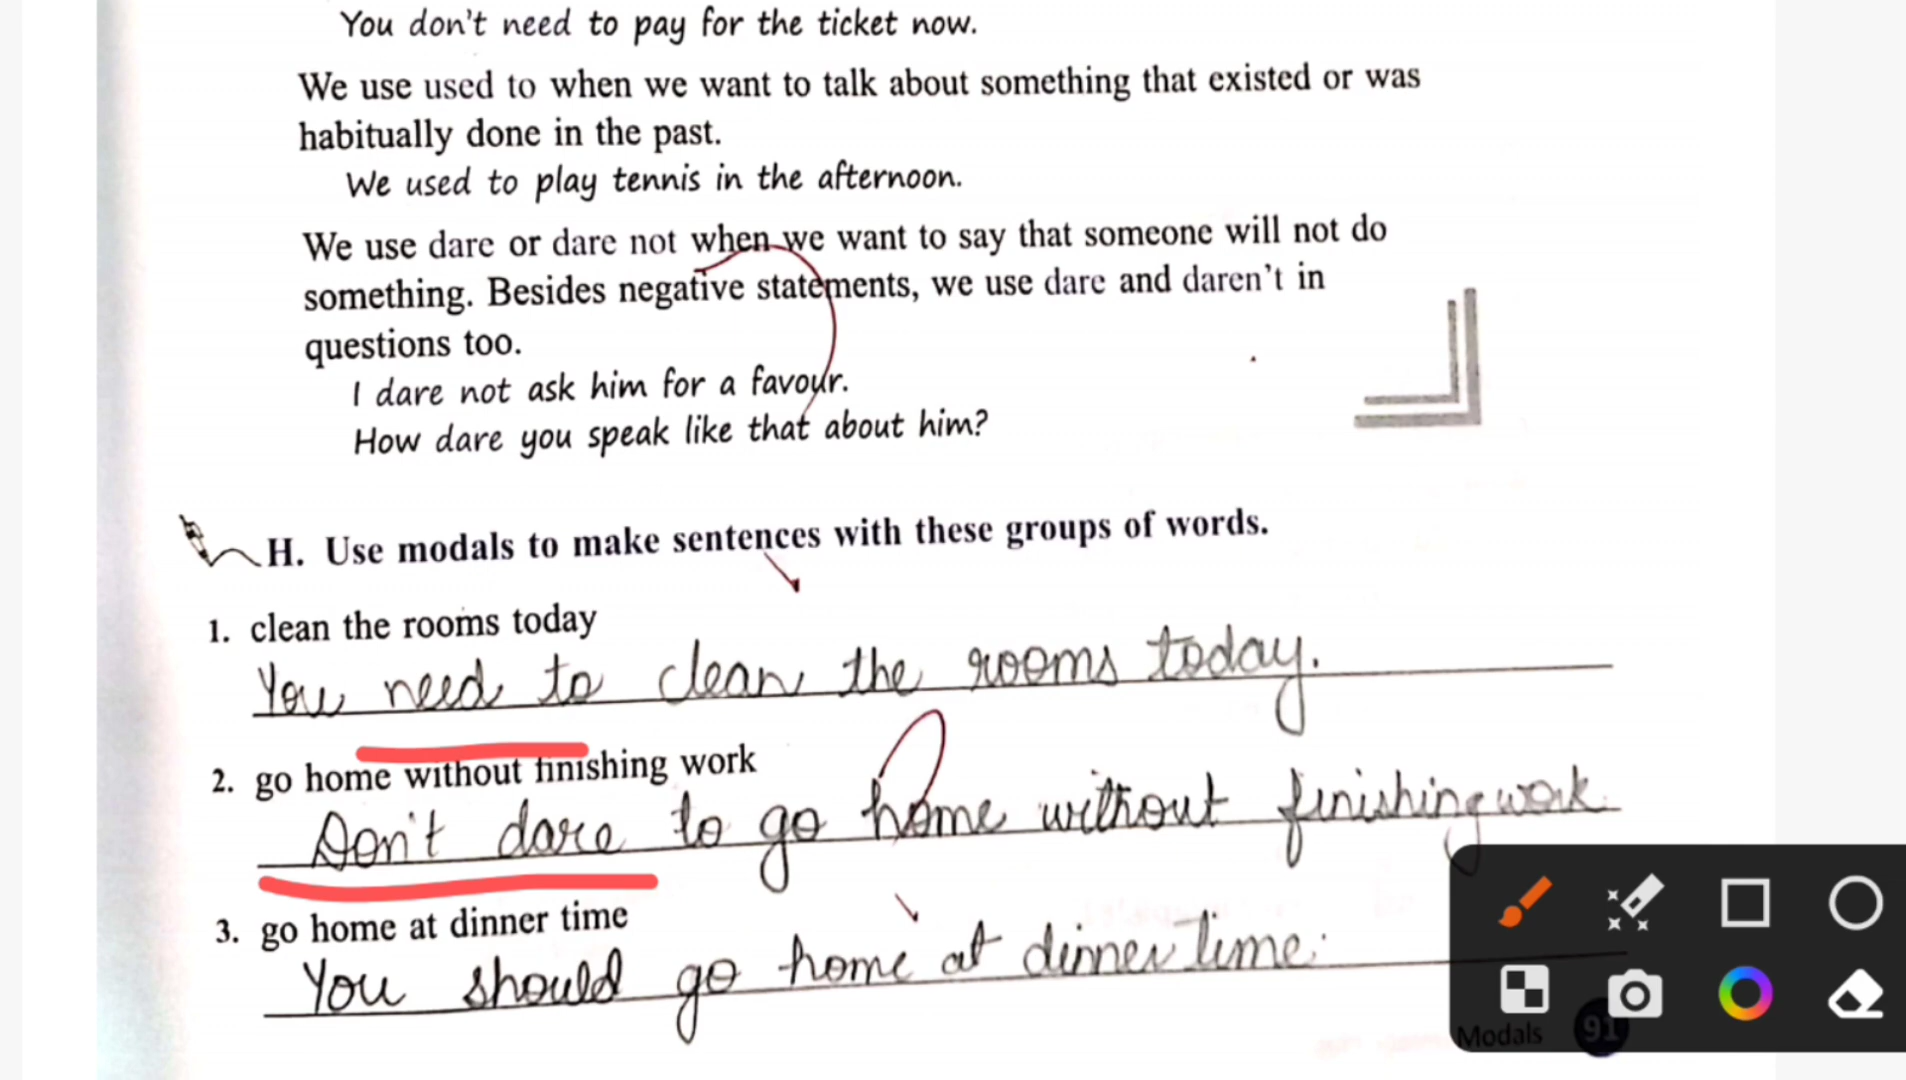 You don't need to pay for the ticket now.
We use used to when we want to talk about something that existed or was
habitually done in the past.
We used to play tennis in the afternoon.
We use dare or dare not when we want to say that someone will not do
something. Besides negative statements, we use dare and daren't in
questions too.
I dare not ask him for a favour.
How dare you speak like that about him?
H. Use modals to make sentences with these groups of words.
1. clean the rooms today
You need to clean the rooms today.
2. go home without finishing work
Don't dare to go home without finishing work.
3. go home at dinner time
You should go home at dinner time.
Modals 91